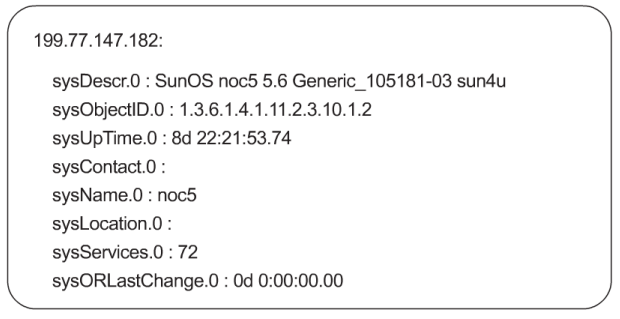 199.77.147.182:
sysDescr.0 : SunOS noc5 5.6 Generic_105181-03 sun4u
sysObjectID.0 : 1.3.6.1.4.1.11.2.3.10.1.2
sysUpTime.0 : 8d 22:21:53.74
sysContact.0 :
sysName.0 : noc5
sysLocation.0 :
sysServices.0 : 72
sysORLastChange.0 : 0d 0:00:00.00